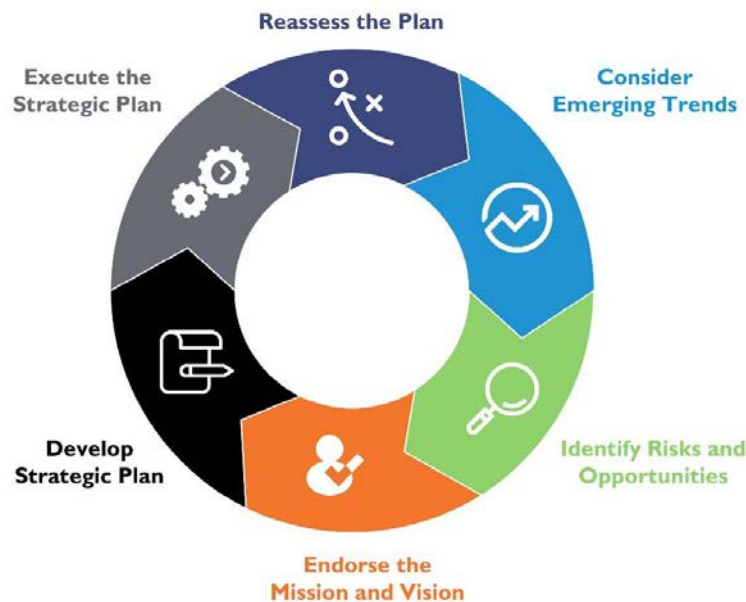 Reassess the Plan
Consider
Emerging Trends
Identify Risks and
Opportunities
Endorse the
Mission and Vision
Develop
Strategic Plan
Execute the
Strategic Plan